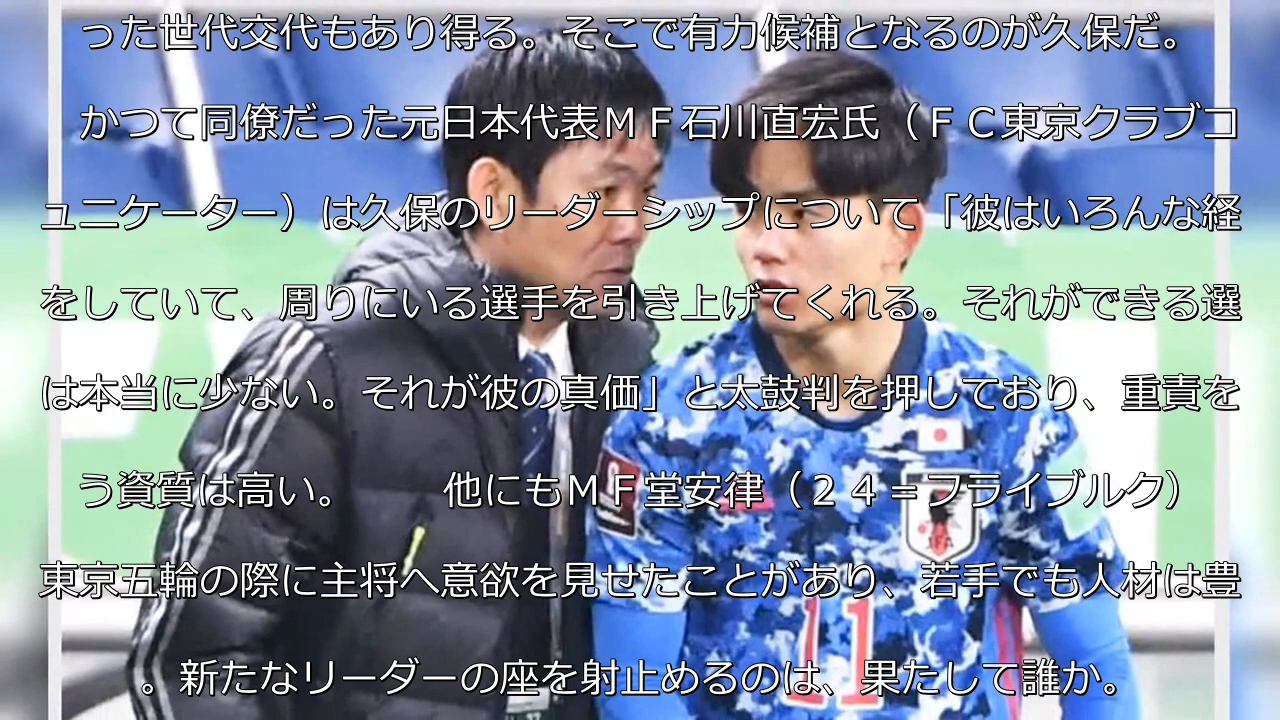 った世代交代もあり得る。そこで有力候補となるのが久保だ。
かつて同僚だった元日本代表ＭＦ石川直宏氏（ＦＣ東京クラブコ
ュニケーター）は久保のリーダーシップについて「彼はいろんな経
をしていて、周りにいる選手を引き上げてくれる。それができる選
は本当に少ない。それが彼の真価」と太鼓判を押しており、重責を
う資質は高い。　　他にもＭＦ堂安律（２４＝フライブルク）
東京五輪の際に主将へ意欲を見せたことがあり、若手でも人材は豊
。新たなリーダーの座を射止めるのは、果たして誰か。
11
JFA